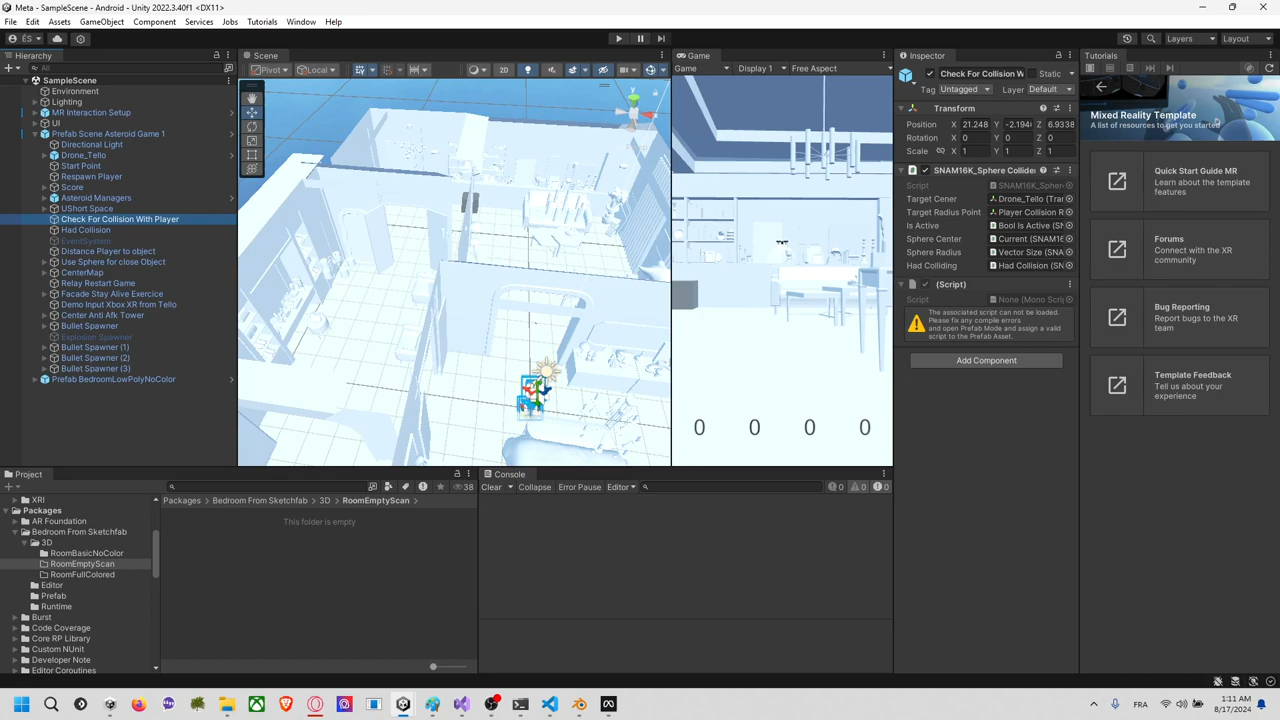 Meta - SampleScene - Android - Unity 2022.3.40f1 <DX11>
File Edit Assets GameObject Component Services Jobs Tutorials Window Help
ÉS
Layers Layout
Hierarchy
All
SampleScene
Environment
Lighting
MR Interaction Setup
UI
Prefab Scene Asteroid Game 1
Directional Light
Drone_Tello
Start Point
Respawn Player
Score
Asteroid Managers
UShort Space
Check For Collision With Player
Had Collision
EventSystem
Distance Player to object
Use Sphere for close Object
CenterMap
Relay Restart Game
Facade Stay Alive Exercice
Demo Input Xbox XR from Tello
Center Anti Afk Tower
Bullet Spawner
Explosion Spawner
Bullet Spawner (1)
Bullet Spawner (2)
Bullet Spawner (3)
Prefab BedroomLowPolyNoColor
Scene
Pivot Local 2D
Game
Game Display 1 Free Aspect
0 0 0 0
Inspector
Check For Collision W Static
Tag Untagged Layer Default
Transform
Position X 21.248 Y -2.194 Z 6.9338
Rotation X 0 Y 0 Z 0
Scale X 1 Y 1 Z 1
SNAM16K_Sphere Collider
Script SNAM16K_Spher
Target Cener Drone_Tello (Tra
Target Radius Point Player Collision R
Is Active Bool Is Active (SN
Sphere Center Current (SNAM16
Sphere Radius Vector Size (SNA
Had Colliding Had Collision (SN
(Script)
Script None (Mono Scri
The associated script can not be loaded.
Please fix any compile errors
and open Prefab Mode and assign a valid
script to the Prefab Asset.
Add Component
Tutorials
Mixed Reality Template
A list of resources to get you started
Quick Start Guide MR
Learn about the template
features
Forums
Connect with the XR
community
Bug Reporting
Report bugs to the XR
team
Template Feedback
Tell us about your
experience
Project
38
XRI
Packages
AR Foundation
Bedroom From Sketchfab
3D
RoomBasicNoColor
RoomEmptyScan
RoomFullColored
Editor
Prefab
Runtime
Burst
Code Coverage
Core RP Library
Custom NUnit
Developer Note
Editor Coroutines
Packages > Bedroom From Sketchfab > 3D > RoomEmptyScan
This folder is empty
Console
Clear Collapse Error Pause Editor
0 0 0
FRA
1:11 AM
8/17/2024